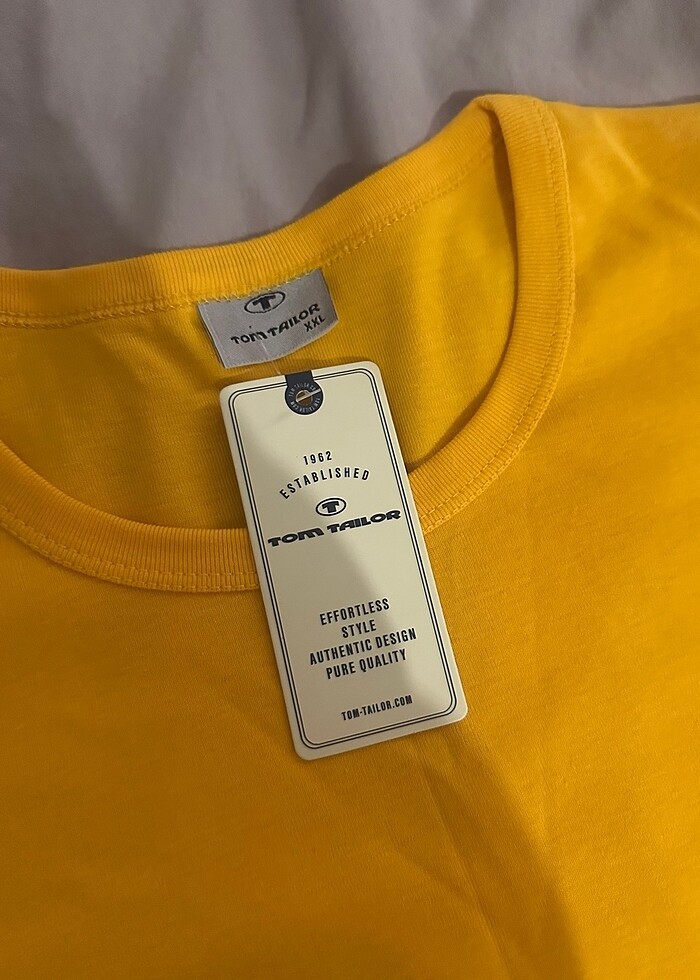 T
TOM TAILOR
XXL
1962
ESTABLISHED
T
TOM TAILOR
EFFORTLESS
STYLE
AUTHENTIC DESIGN
PURE QUALITY
TOM-TAILOR.COM